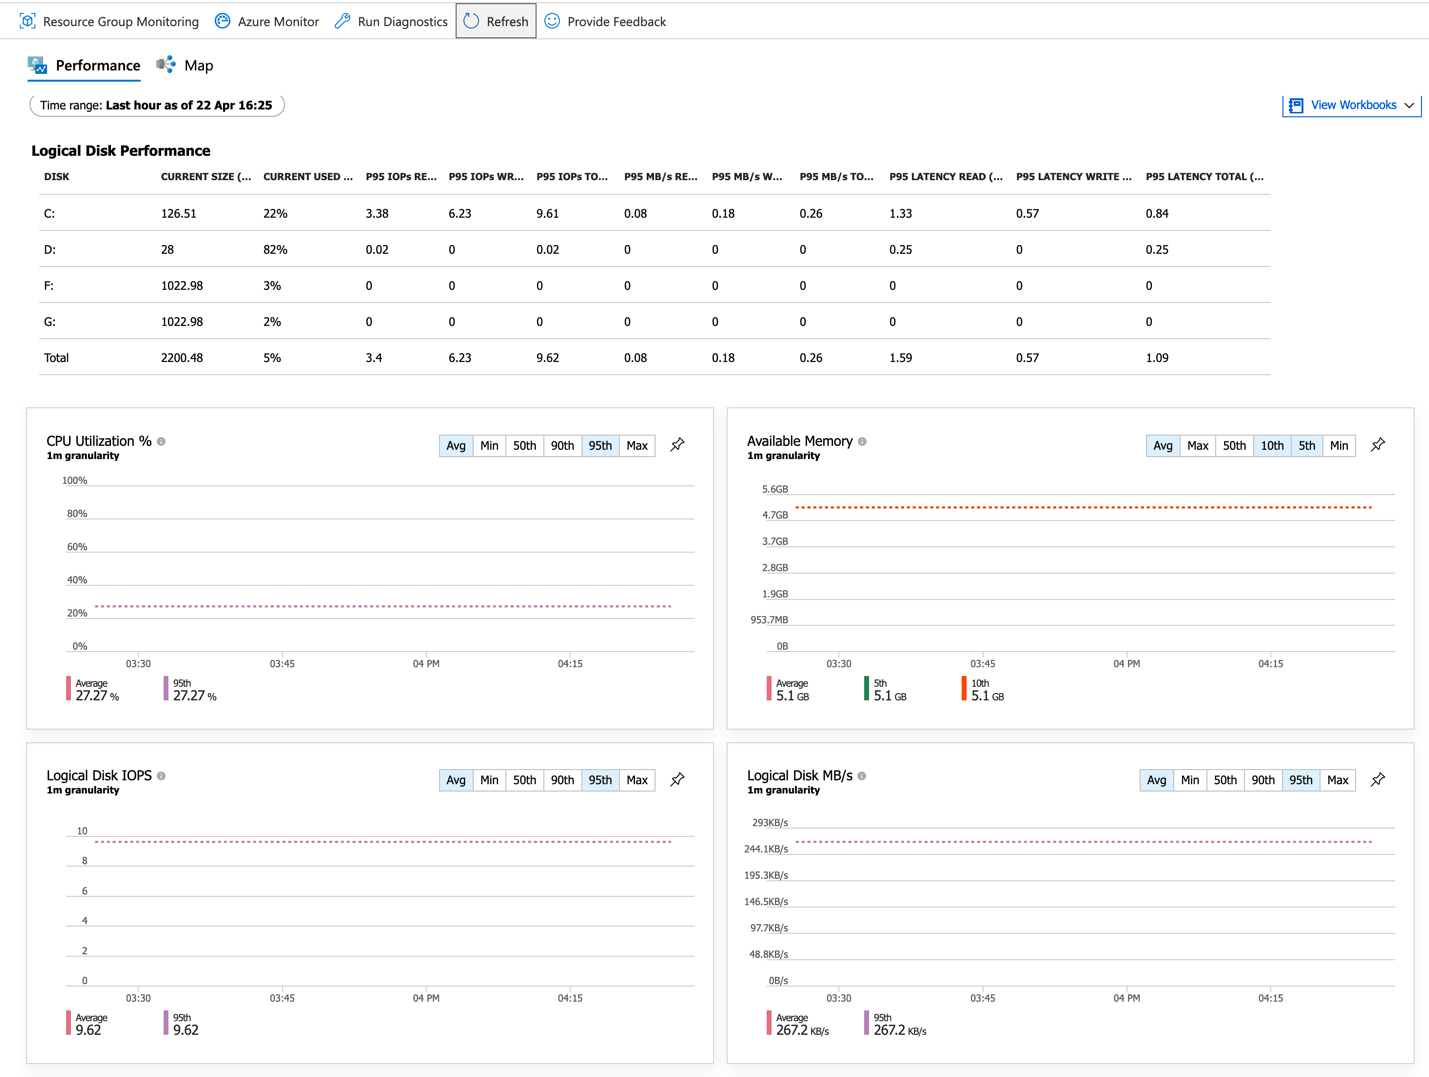 Resource Group Monitoring Azure Monitor Run Diagnostics Refresh Provide Feedback
Performance Map
Time range: Last hour as of 22 Apr 16:25 View Workbooks
Logical Disk Performance
DISK CURRENT SIZE (... CURRENT USED ... P95 IOPs RE... P95 IOPs WR... P95 IOPs TO... P95 MB/s RE... P95 MB/s W... P95 MB/s TO... P95 LATENCY READ (... P95 LATENCY WRITE ... P95 LATENCY TOTAL (...
C: 126.51 22% 3.38 6.23 9.61 0.08 0.18 0.26 1.33 0.57 0.84
D: 28 82% 0.02 0 0.02 0 0 0 0.25 0 0.25
F: 1022.98 3% 0 0 0 0 0 0 0 0 0
G: 1022.98 2% 0 0 0 0 0 0 0 0 0
Total 2200.48 5% 3.4 6.23 9.62 0.08 0.18 0.26 1.59 0.57 1.09
CPU Utilization %
1m granularity
Avg Min 50th 90th 95th Max
100%
80%
60%
40%
20%
0%
03:30 03:45 04 PM 04:15
Average 95th
27.27 % 27.27 %
Available Memory
1m granularity
Avg Max 50th 10th 5th Min
5.6GB
4.7GB
3.7GB
2.8GB
1.9GB
953.7MB
0B
03:30 03:45 04 PM 04:15
Average 5th 10th
5.1 GB 5.1 GB 5.1 GB
Logical Disk IOPS
1m granularity
Avg Min 50th 90th 95th Max
10
8
6
4
2
0
03:30 03:45 04 PM 04:15
Average 95th
9.62 9.62
Logical Disk MB/s
1m granularity
Avg Min 50th 90th 95th Max
293KB/s
244.1KB/s
195.3KB/s
146.5KB/s
97.7KB/s
48.8KB/s
0B/s
03:30 03:45 04 PM 04:15
Average 95th
267.2 KB/s 267.2 KB/s